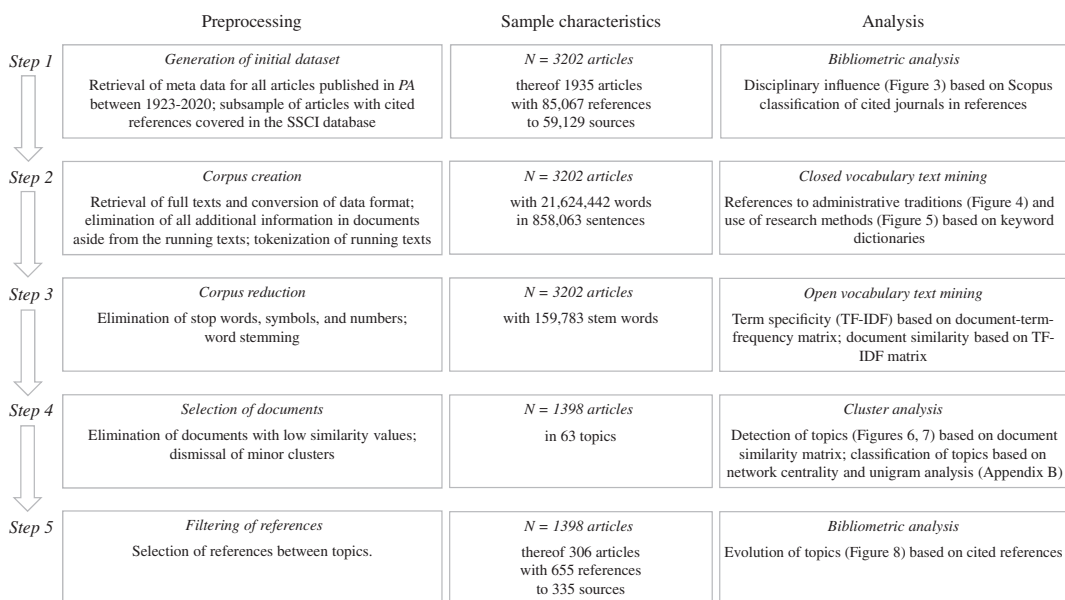 Preprocessing
Sample characteristics
Analysis
Step 1
Generation of initial dataset
Retrieval of meta data for all articles published in PA
between 1923-2020; subsample of articles with cited
references covered in the SSCI database
N = 3202 articles
thereof 1935 articles
with 85,067 references
to 59,129 sources
Bibliometric analysis
Disciplinary influence (Figure 3) based on Scopus
classification of cited journals in references
Step 2
Corpus creation
Retrieval of full texts and conversion of data format;
elimination of all additional information in documents
aside from the running texts; tokenization of running texts
N = 3202 articles
with 21,624,442 words
in 858,063 sentences
Closed vocabulary text mining
References to administrative traditions (Figure 4) and
use of research methods (Figure 5) based on keyword
dictionaries
Step 3
Corpus reduction
Elimination of stop words, symbols, and numbers;
word stemming
N = 3202 articles
with 159,783 stem words
Open vocabulary text mining
Term specificity (TF-IDF) based on document-term-
frequency matrix; document similarity based on TF-
IDF matrix
Step 4
Selection of documents
Elimination of documents with low similarity values;
dismissal of minor clusters
N = 1398 articles
in 63 topics
Cluster analysis
Detection of topics (Figures 6, 7) based on document
similarity matrix; classification of topics based on
network centrality and unigram analysis (Appendix B)
Step 5
Filtering of references
Selection of references between topics.
N = 1398 articles
thereof 306 articles
with 655 references
to 335 sources
Bibliometric analysis
Evolution of topics (Figure 8) based on cited references